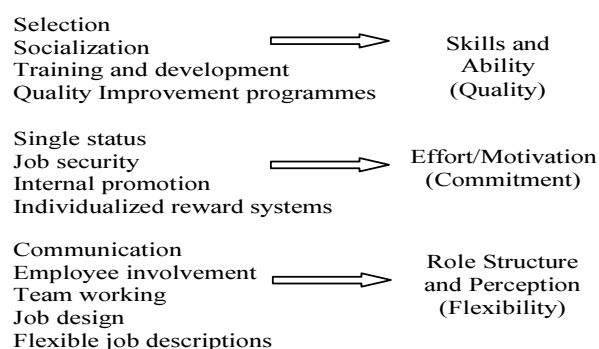 Selection
Socialization
Training and development
Quality Improvement programmes
Skills and
Ability
(Quality)
Single status
Job security
Internal promotion
Individualized reward systems
Effort/Motivation
(Commitment)
Communication
Employee involvement
Team working
Job design
Flexible job descriptions
Role Structure
and Perception
(Flexibility)